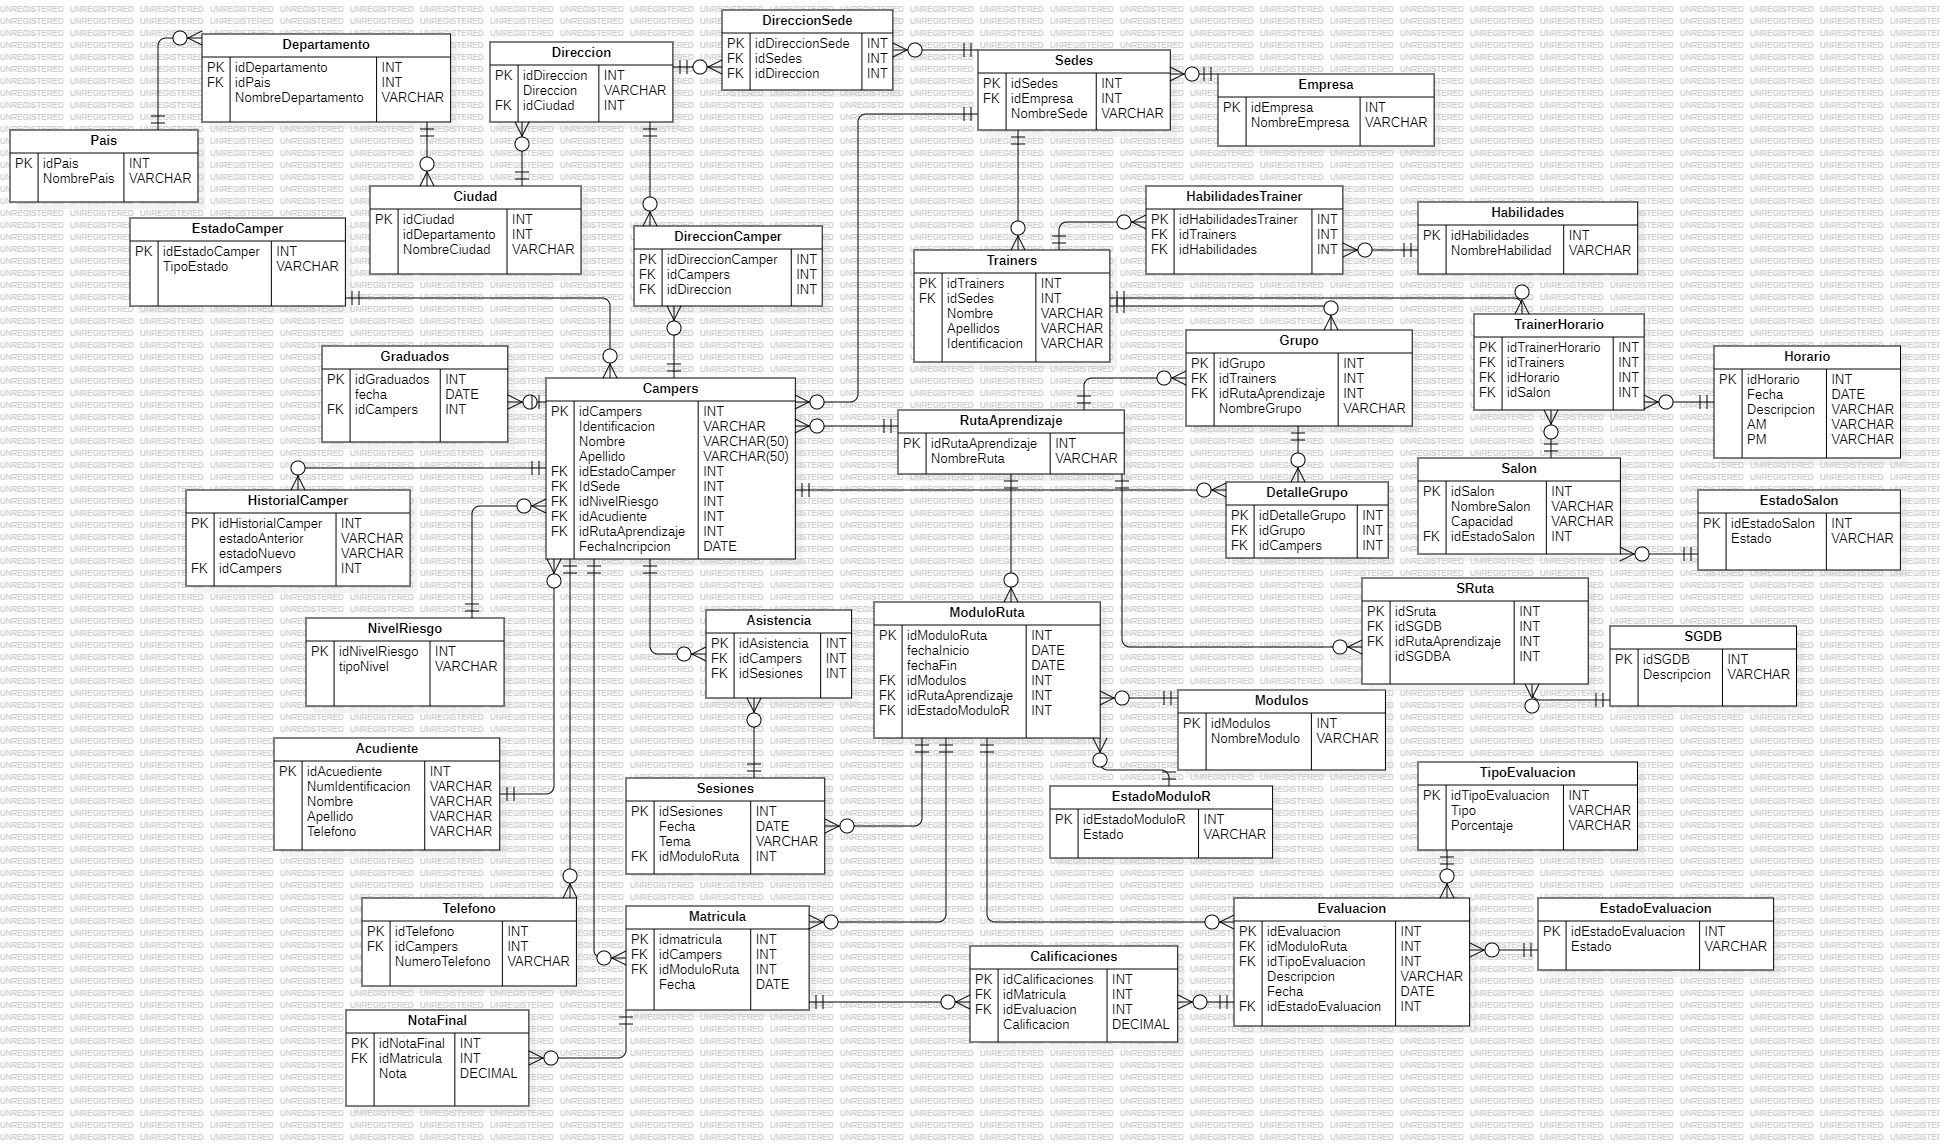 DireccionSede
PK idDireccionSede INT
FK idSedes INT
FK idDireccion INT
Departamento
PK idDepartamento INT
FK idPais INT
NombreDepartamento VARCHAR
Direccion
PK idDireccion INT
Direccion VARCHAR
FK idCiudad INT
Sedes
PK idSedes INT
FK idEmpresa INT
NombreSede VARCHAR
Empresa
PK idEmpresa INT
NombreEmpresa VARCHAR
Pais
PK idPais INT
NombrePais VARCHAR
Ciudad
PK idCiudad INT
idDepartamento INT
NombreCiudad VARCHAR
HabilidadesTrainer
PK idHabilidadesTrainer INT
FK idTrainers INT
FK idHabilidades INT
Habilidades
PK idHabilidades INT
NombreHabilidad VARCHAR
EstadoCamper
PK idEstadoCamper INT
TipoEstado VARCHAR
DireccionCamper
PK idDireccionCamper INT
FK idCampers INT
FK idDireccion INT
Trainers
PK idTrainers INT
FK idSedes INT
Nombre VARCHAR
Apellidos VARCHAR
Identificacion VARCHAR
TrainerHorario
PK idTrainerHorario INT
FK idTrainers INT
FK idHorario INT
FK idSalon INT
Grupo
PK idGrupo INT
FK idTrainers INT
FK idRutaAprendizaje INT
NombreGrupo VARCHAR
Horario
PK idHorario INT
Fecha DATE
Descripcion VARCHAR
AM VARCHAR
PM VARCHAR
Graduados
PK idGraduados INT
fecha DATE
FK idCampers INT
Campers
PK idCampers INT
Identificacion VARCHAR
Nombre VARCHAR(50)
Apellido VARCHAR(50)
FK idEstadoCamper INT
FK IdSede INT
FK idNivelRiesgo INT
FK idAcudiente INT
FK idRutaAprendizaje INT
FechaIncripcion DATE
RutaAprendizaje
PK idRutaAprendizaje INT
NombreRuta VARCHAR
Salon
PK idSalon INT
NombreSalon VARCHAR
Capacidad VARCHAR
FK idEstadoSalon INT
DetalleGrupo
PK idDetalleGrupo INT
FK idGrupo INT
FK idCampers INT
EstadoSalon
PK idEstadoSalon INT
Estado VARCHAR
HistorialCamper
PK idHistorialCamper INT
estadoAnterior VARCHAR
estadoNuevo VARCHAR
FK idCampers INT
SRuta
PK idSruta INT
FK idSGDB INT
FK idRutaAprendizaje INT
idSGDBA INT
ModuloRuta
PK idModuloRuta INT
fechaInicio DATE
fechaFin DATE
FK idModulos INT
FK idRutaAprendizaje INT
FK idEstadoModuloR INT
Asistencia
PK idAsistencia INT
FK idCampers INT
FK idSesiones INT
NivelRiesgo
PK idNivelRiesgo INT
tipoNivel VARCHAR
SGDB
PK idSGDB INT
Descripcion VARCHAR
Modulos
PK idModulos INT
NombreModulo VARCHAR
Acudiente
PK idAcuediente INT
NumIdentificacion VARCHAR
Nombre VARCHAR
Apellido VARCHAR
Telefono VARCHAR
TipoEvaluacion
PK idTipoEvaluacion INT
Tipo VARCHAR
Porcentaje VARCHAR
Sesiones
PK idSesiones INT
Fecha DATE
Tema VARCHAR
FK idModuloRuta INT
EstadoModuloR
PK idEstadoModuloR INT
Estado VARCHAR
Telefono
PK idTelefono INT
FK idCampers INT
NumeroTelefono VARCHAR
Matricula
PK idmatricula INT
FK idCampers INT
FK idModuloRuta INT
Fecha DATE
Evaluacion
PK idEvaluacion INT
FK idModuloRuta INT
FK idTipoEvaluacion INT
Descripcion VARCHAR
Fecha DATE
FK idEstadoEvaluacion INT
EstadoEvaluacion
PK idEstadoEvaluacion INT
Estado VARCHAR
Calificaciones
PK idCalificaciones INT
FK idMatricula INT
FK idEvaluacion INT
Calificacion DECIMAL
NotaFinal
PK idNotaFinal INT
FK idMatricula INT
Nota DECIMAL
UNREGISTERED